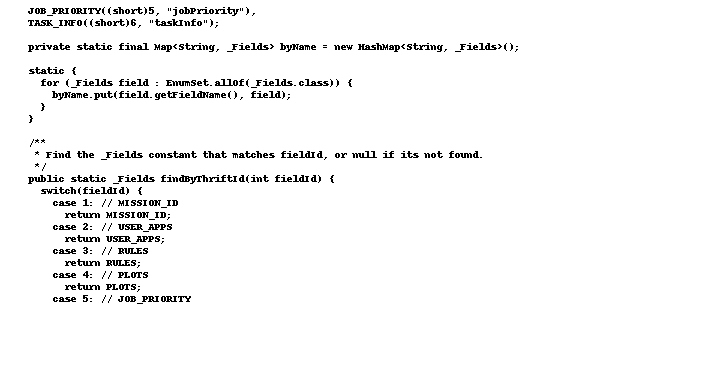 JOB_PRIORITY((short)5, "jobPriority"),
TASK_INFO((short)6, "taskInfo");
private static final Map<String, _Fields> byName = new HashMap<String, _Fields>();
static {
for (_Fields field : EnumSet.allOf(_Fields.class)) {
byName.put(field.getFieldName(), field);
}
}
/**
* Find the _Fields constant that matches fieldId, or null if its not found.
*/
public static _Fields findByThriftId(int fieldId) {
switch(fieldId) {
case 1: // MISSION_ID
return MISSION_ID;
case 2: // USER_APPS
return USER_APPS;
case 3: // RULES
return RULES;
case 4: // PLOTS
return PLOTS;
case 5: // JOB_PRIORITY